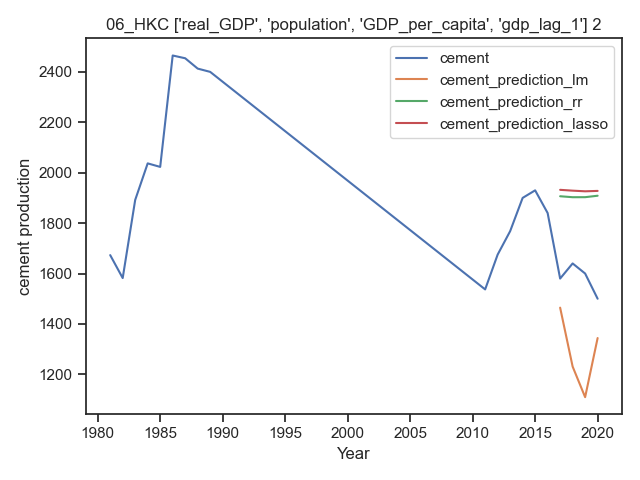 06_HKC ['real_GDP', 'population', 'GDP_per_capita', 'gdp_lag_1'] 2
cement
cement_prediction_lm
cement_prediction_rr
cement_prediction_lasso
cement production
2400
2200
2000
1800
1600
1400
1200
1980 1985 1990 1995 2000 2005 2010 2015 2020
Year